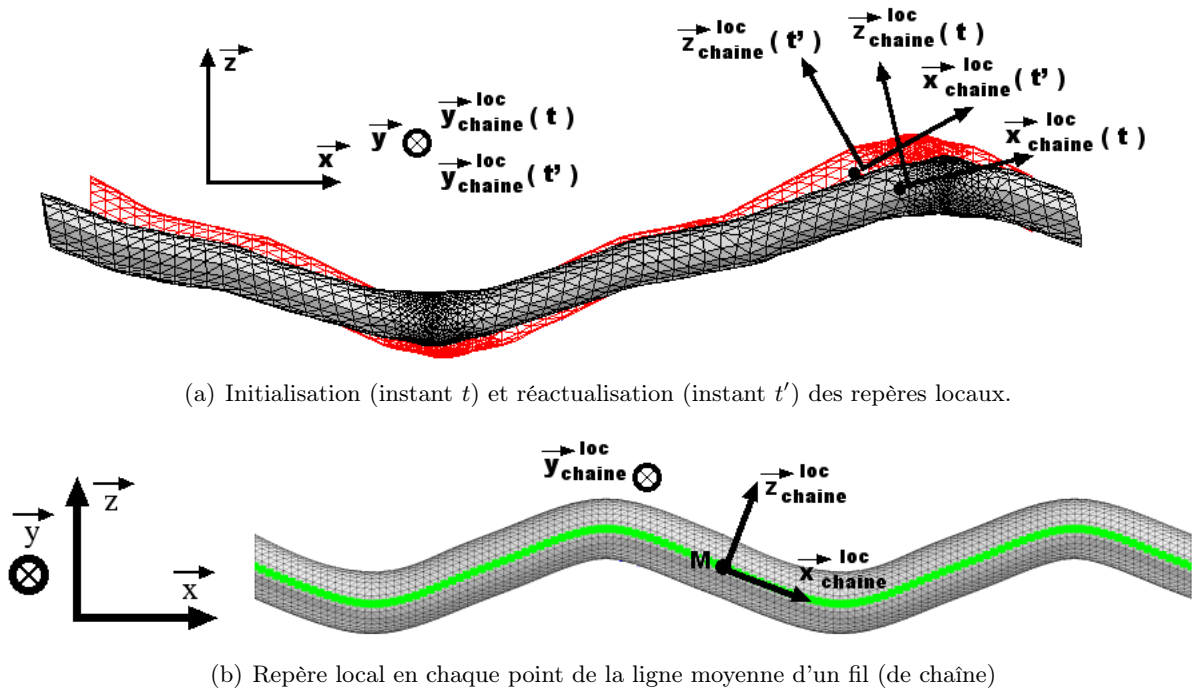 z
x
y
y loc chaine (t)
y loc chaine (t')
z loc chaine (t')
z loc chaine (t)
x loc chaine (t')
x loc chaine (t)
(a) Initialisation (instant t) et réactualisation (instant t′) des repères locaux.
y
z
x
y loc chaine
z loc chaine
M
x loc chaine
(b) Repère local en chaque point de la ligne moyenne d'un fil (de chaîne)